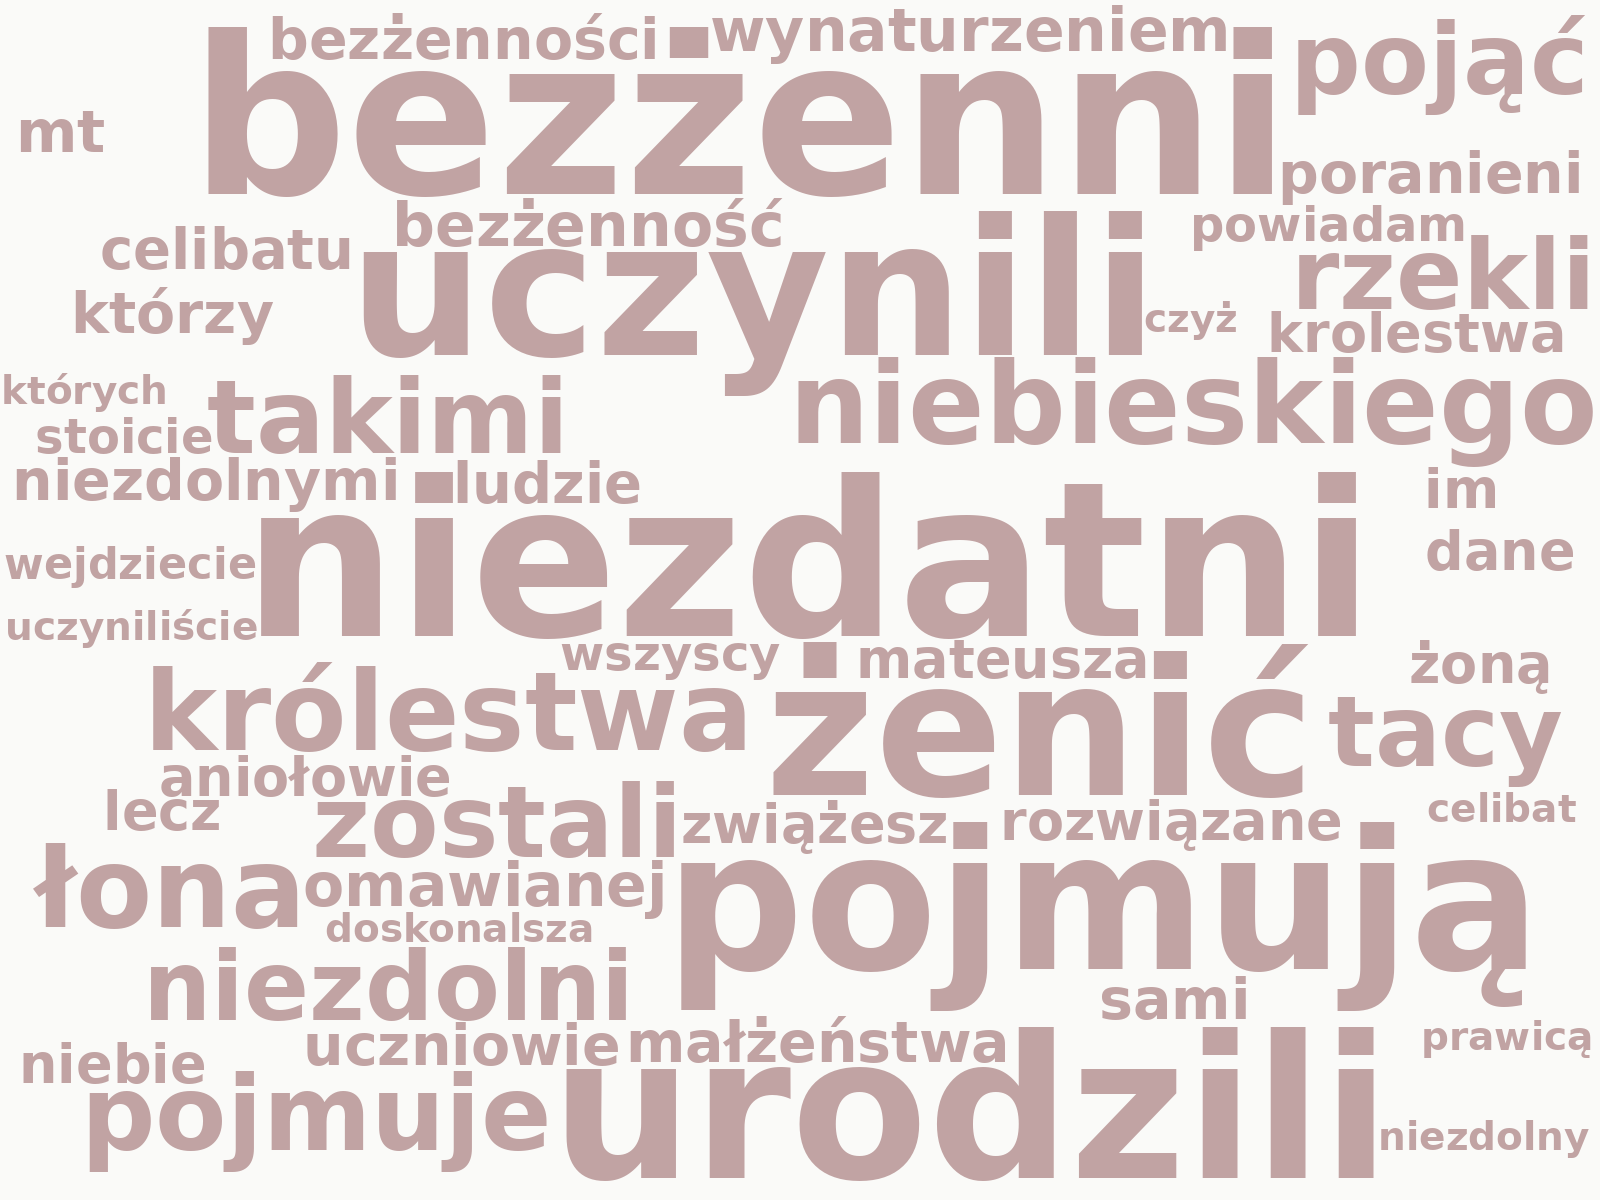 bezżenności
wynaturzeniem
bezżenni
pojąć
mt
poranieni
bezżenność
powiadam
celibatu
uczynili
rzekli
którzy
czyż
krolestwa
których
takimi
niebieskiego
stoicie
niezdolnymi
ludzie
im
niezdatni
dane
wejdziecie
uczyniliście
wszyscy
mateusza
żoną
królestwa
żenić
tacy
aniołowie
lecz
zostali
związesz
rozwiązane
celibat
łona
omawianej
pojmują
doskonalsza
niezdolni
sami
uczniowie
małżeństwa
prawicą
niebie
pojmuje
urodzili
niezdolny